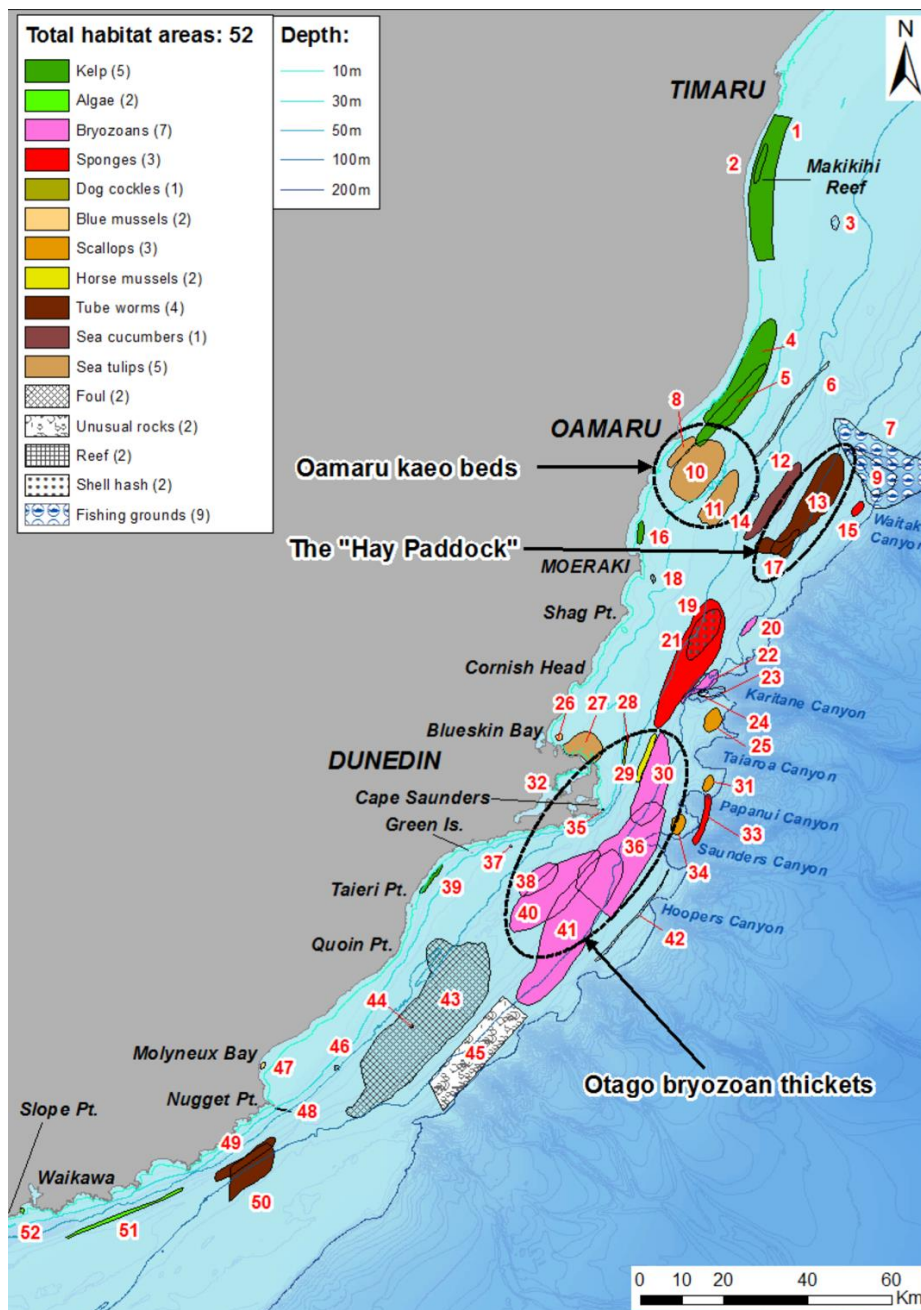 Total habitat areas: 52
Kelp (5)
Algae (2)
Bryozoans (7)
Sponges (3)
Dog cockles (1)
Blue mussels (2)
Scallops (3)
Horse mussels (2)
Tube worms (4)
Sea cucumbers (1)
Sea tulips (5)
Foul (2)
Unusual rocks (2)
Reef (2)
Shell hash (2)
Fishing grounds (9)
Depth:
10m
30m
50m
100m
200m
N
TIMARU
1
2
Makikihi
Reef
3
4
5
6
8
7
OAMARU
Oamaru kaeo beds
10
12
9
13
11
14
15
Waitak
Canyon
The "Hay Paddock"
16
17
MOERAKI
18
Shag Pt.
19
20
21
22
Cornish Head
23
Karitane Canyon
24
26
27
28
Blueskin Bay
25
DUNEDIN
Taiaroa Canyon
29
30
31
32
Cape Saunders
Papanui Canyon
35
33
Green Is.
36
34
Saunders Canyon
37
38
39
Taieri Pt.
40
Hoopers Canyon
41
42
Quoin Pt.
44
43
45
46
Molyneux Bay
47
Otago bryozoan thickets
Nugget Pt.
48
Slope Pt.
49
Waikawa
50
51
52
0 10 20 40 60
Km